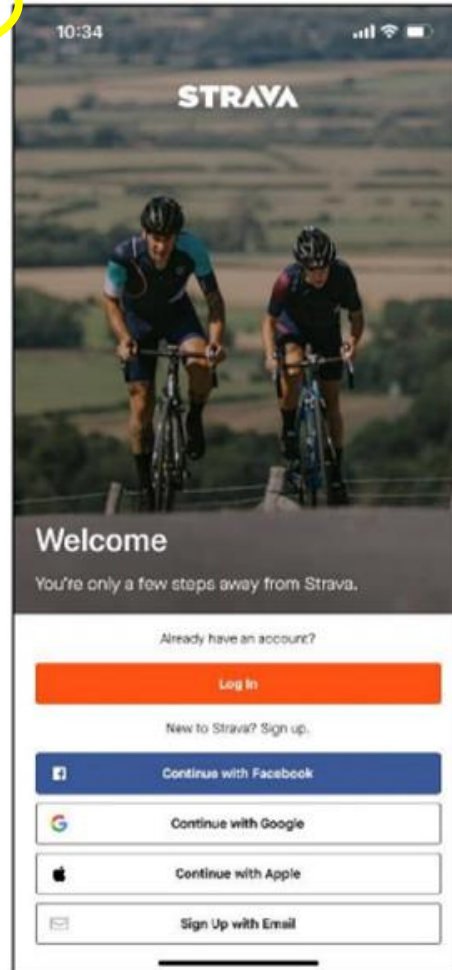 10:34
STRAVA
Welcome
You're only a few steps away from Strava.
Already have an account?
Log In
New to Strava? Sign up.
Continue with Facebook
Continue with Google
Continue with Apple
Sign Up with Email